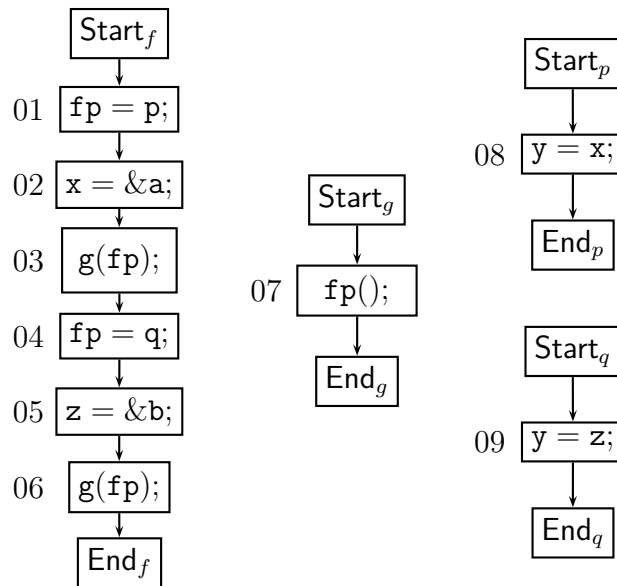 Start_f
01 fp = p;
02 x = &a;
03 g(fp);
04 fp = q;
05 z = &b;
06 g(fp);
End_f
Start_g
07 fp();
End_g
Start_p
08 y = x;
End_p
Start_q
09 y = z;
End_q